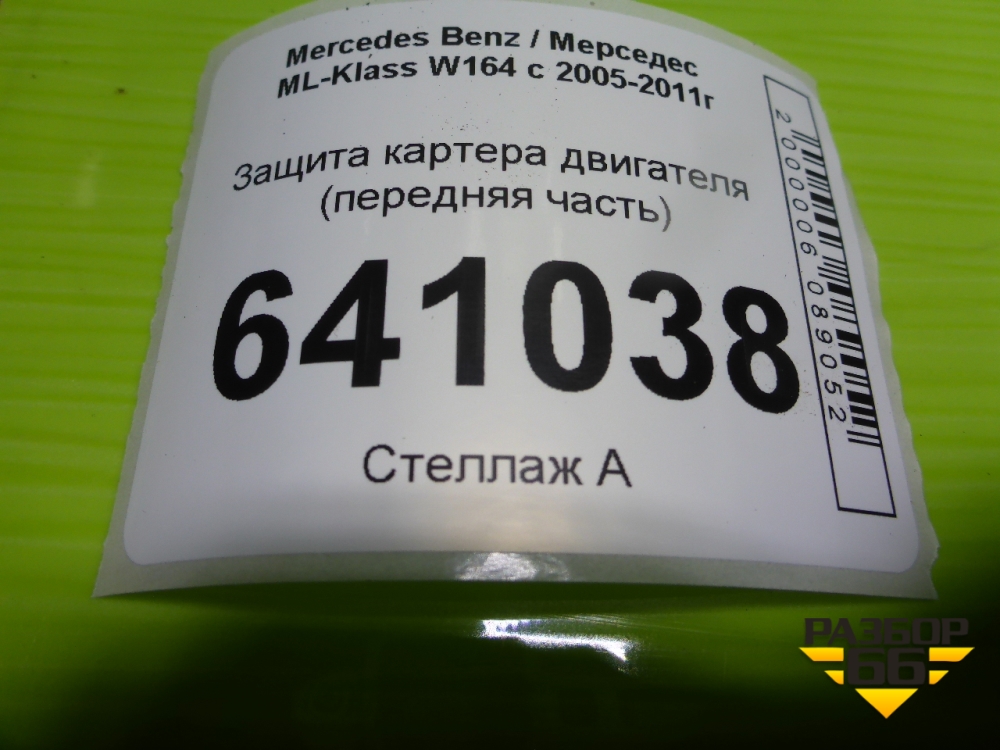 Mercedes Benz / Мерседес
ML-Klass W164 с 2005-2011г
Защита картера двигателя
(передняя часть)
641038
Стеллаж А
2000006089052
РАЗБОР
66